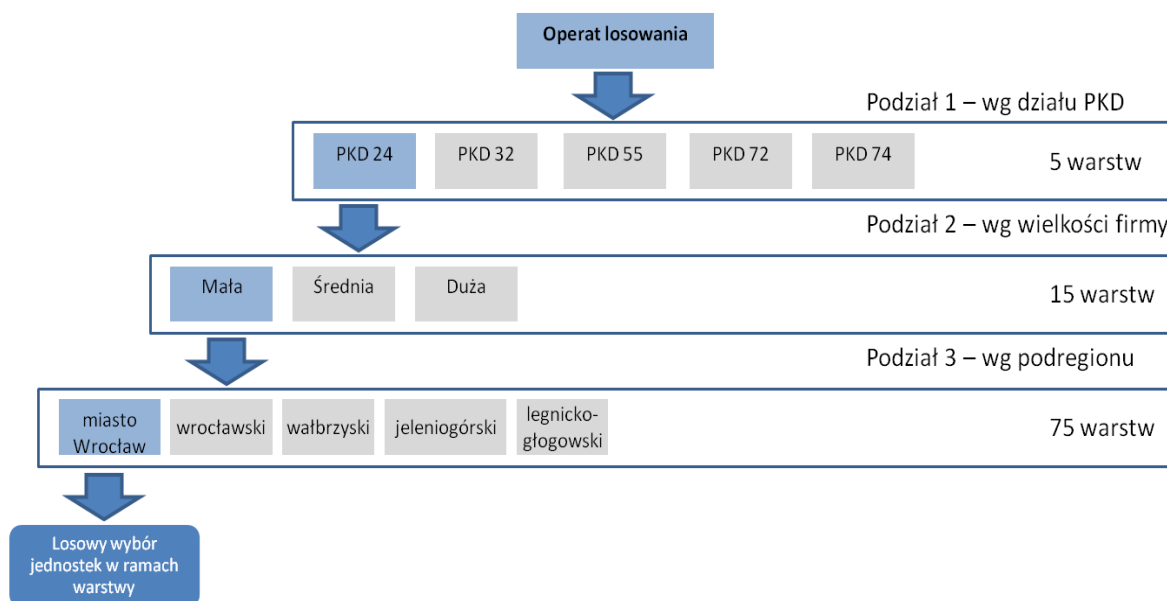 Operat losowania
Podział 1 – wg działu PKD
PKD 24
PKD 32
PKD 55
PKD 72
PKD 74
5 warstw
Podział 2 – wg wielkości firmy
Mała
Średnia
Duża
15 warstw
Podział 3 – wg podregionu
miasto
Wrocław
wrocławski
wałbrzyski
jeleniogórski
legnicko-
głogowski
75 warstw
Losowy wybór
jednostek w ramach
warstwy